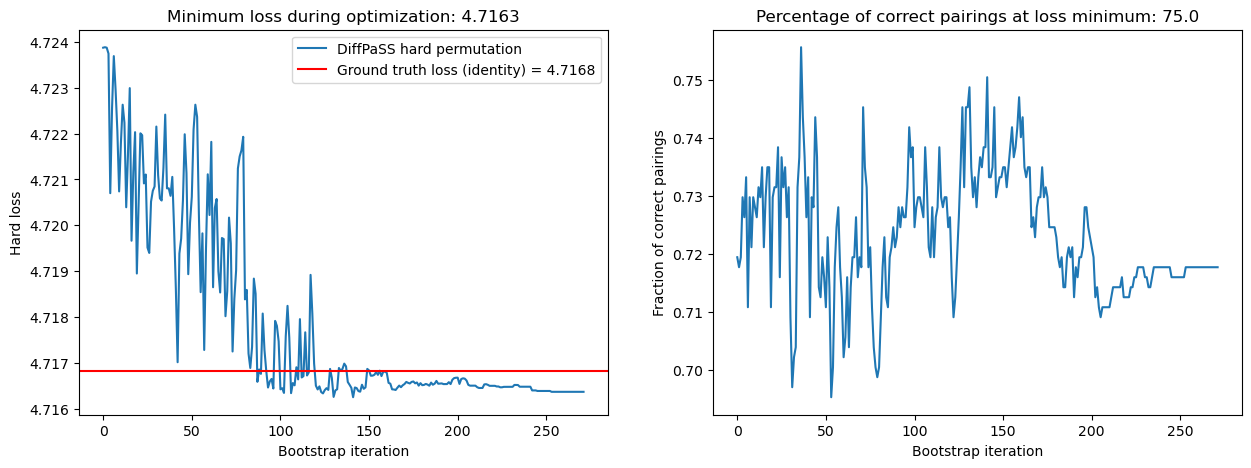 Minimum loss during optimization: 4.7163
DiffPaSS hard permutation
Ground truth loss (identity) = 4.7168
Hard loss
4.724
4.723
4.722
4.721
4.720
4.719
4.718
4.717
4.716
0 50 100 150 200 250
Bootstrap iteration
Percentage of correct pairings at loss minimum: 75.0
Fraction of correct pairings
0.75
0.74
0.73
0.72
0.71
0.70
0 50 100 150 200 250
Bootstrap iteration